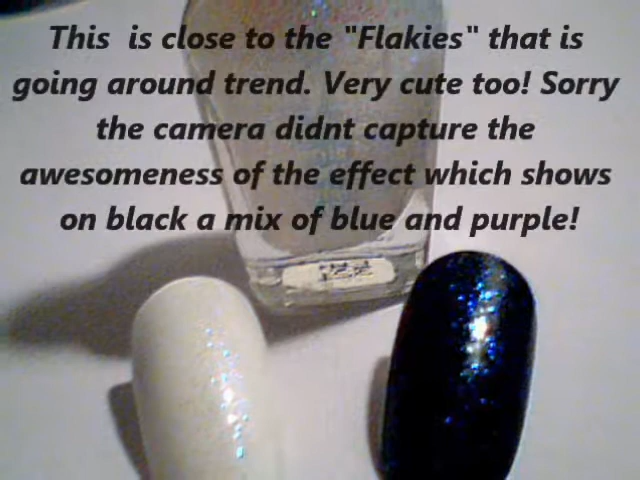 This  is close to the "Flakies" that is
going around trend. Very cute too! Sorry
the camera didnt capture the
awesomeness of the effect which shows
on black a mix of blue and purple!